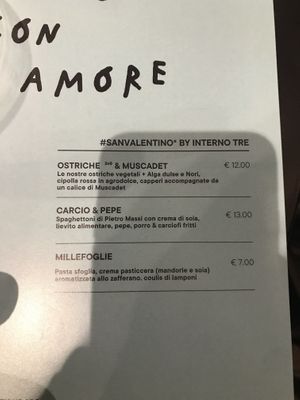 CON
AMORE
#SANVALENTINO* BY INTERNO TRE
OSTRICHE & MUSCADET € 12.00
Le nostre ostriche vegetali + Alga dulse e Nori,
cipolla rossa in agrodolce, capperi accompagnate da
un calice di Muscadet
CARCIO & PEPE € 13.00
Spaghettoni di Pietro Massi con crema di soia,
lievito alimentare, pepe, porro & carciofi fritti
MILLEFOGLIE € 7.00
Pasta sfoglia, crema pasticcera (mandorle e soia)
aromatizzata allo zafferano, coulis di lamponi